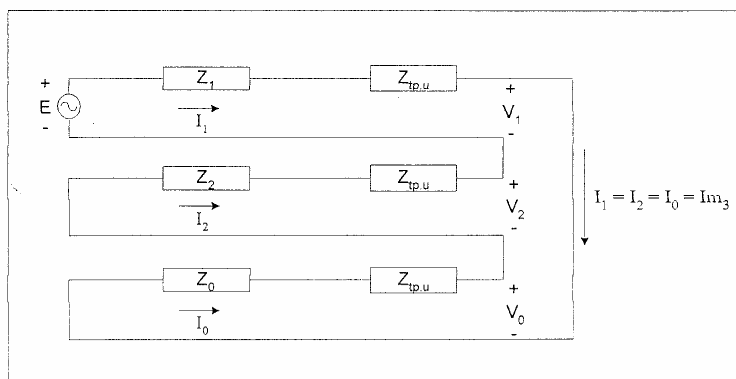 Z1 Ztp.u
+
E
-
I1
+
V1
-
Z2 Ztp.u
I2
+
V2
-
I1 = I2 = I0 = Im3
Z0 Ztp.u
I0
+
V0
-